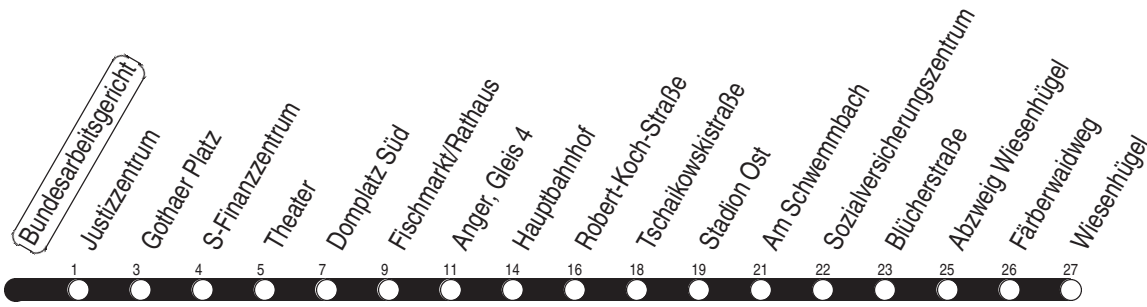 Bundesarbeitsgericht
Justizzentrum
Gothaer Platz
S-Finanzzentrum
Theater
Domplatz Süd
Fischmarkt/Rathaus
Anger, Gleis 4
Hauptbahnhof
Robert-Koch-Straße
Tschaikowskistraße
Stadion Ost
Am Schwemmbach
Sozialversicherungszentrum
Blücherstraße
Abzweig Wiesenhügel
Färberwaidweg
Wiesenhügel
1 3 4 5 7 9 11 14 16 18 19 21 22 23 25 26 27